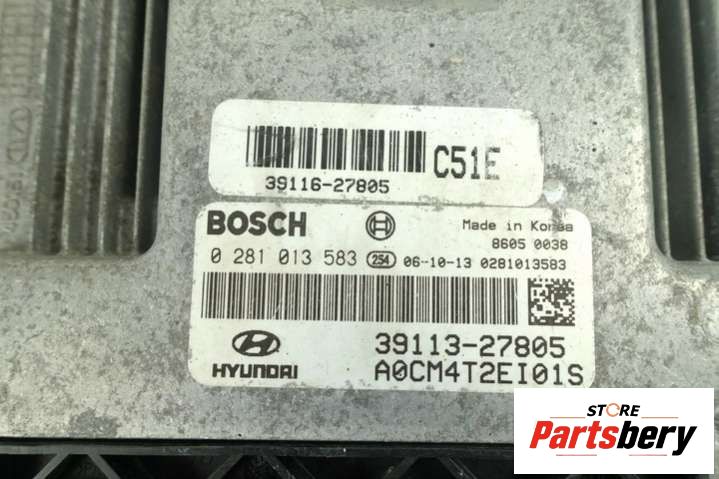 C51E
39116-27805
BOSCH
Made in Korea
8605 0038
0 281 013 583 254 06-10-13 0281013583
HYUNDAI
39113-27805
A0CM4T2EI01S
STORE
Partsbery